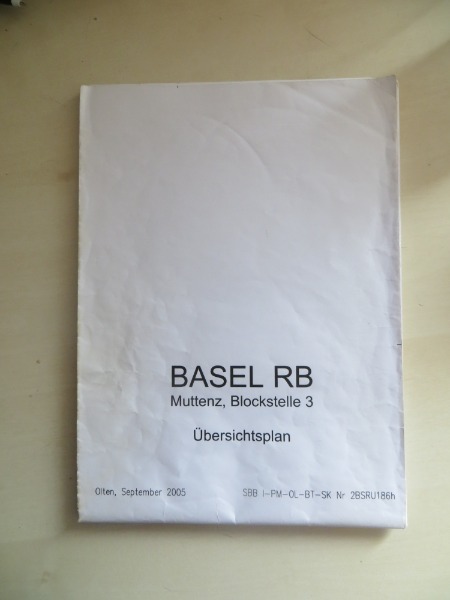 BASEL RB
Muttenz, Blockstelle 3
Übersichtsplan
Olten, September 2005 SBB I-PM-OL-BT-SK Nr 2BSRU186h